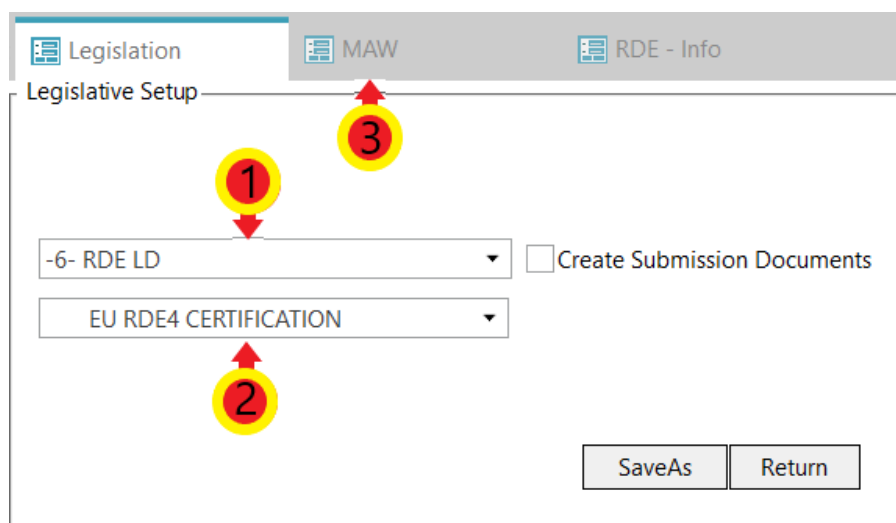 Legislation
MAW
RDE - Info
Legislative Setup
3
1
-6- RDE LD
Create Submission Documents
EU RDE4 CERTIFICATION
2
SaveAs
Return